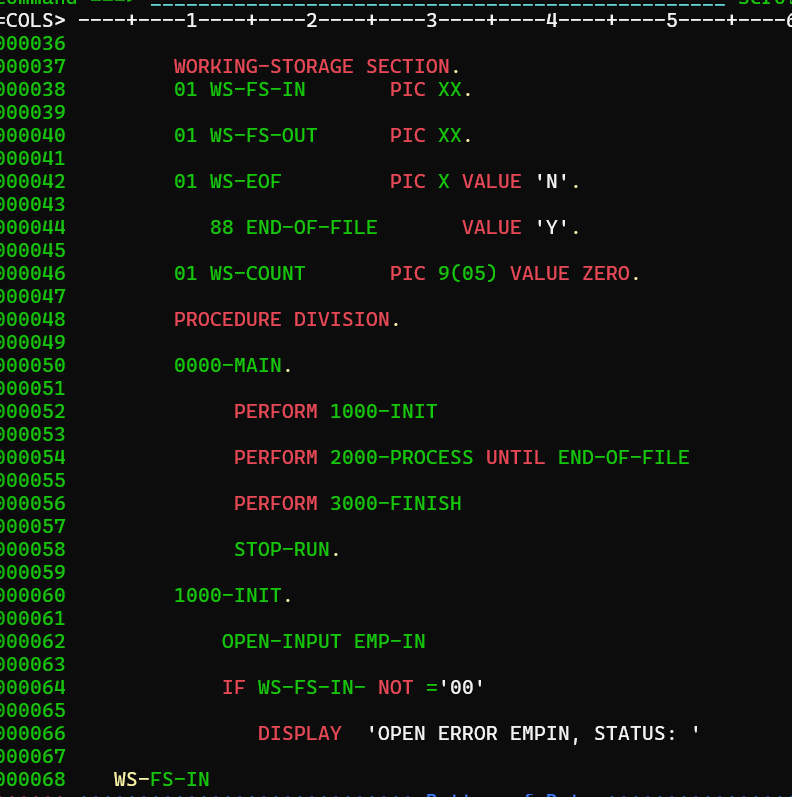 =COLS> ----+----1----+----2----+----3----+----4----+----5----+----6
000036
000037 WORKING-STORAGE SECTION.
000038 01 WS-FS-IN PIC XX.
000039
000040 01 WS-FS-OUT PIC XX.
000041
000042 01 WS-EOF PIC X VALUE 'N'.
000043
000044 88 END-OF-FILE VALUE 'Y'.
000045
000046 01 WS-COUNT PIC 9(05) VALUE ZERO.
000047
000048 PROCEDURE DIVISION.
000049
000050 0000-MAIN.
000051
000052 PERFORM 1000-INIT
000053
000054 PERFORM 2000-PROCESS UNTIL END-OF-FILE
000055
000056 PERFORM 3000-FINISH
000057
000058 STOP-RUN.
000059
000060 1000-INIT.
000061
000062 OPEN-INPUT EMP-IN
000063
000064 IF WS-FS-IN- NOT ='00'
000065
000066 DISPLAY 'OPEN ERROR EMPIN, STATUS: '
000067
000068 WS-FS-IN